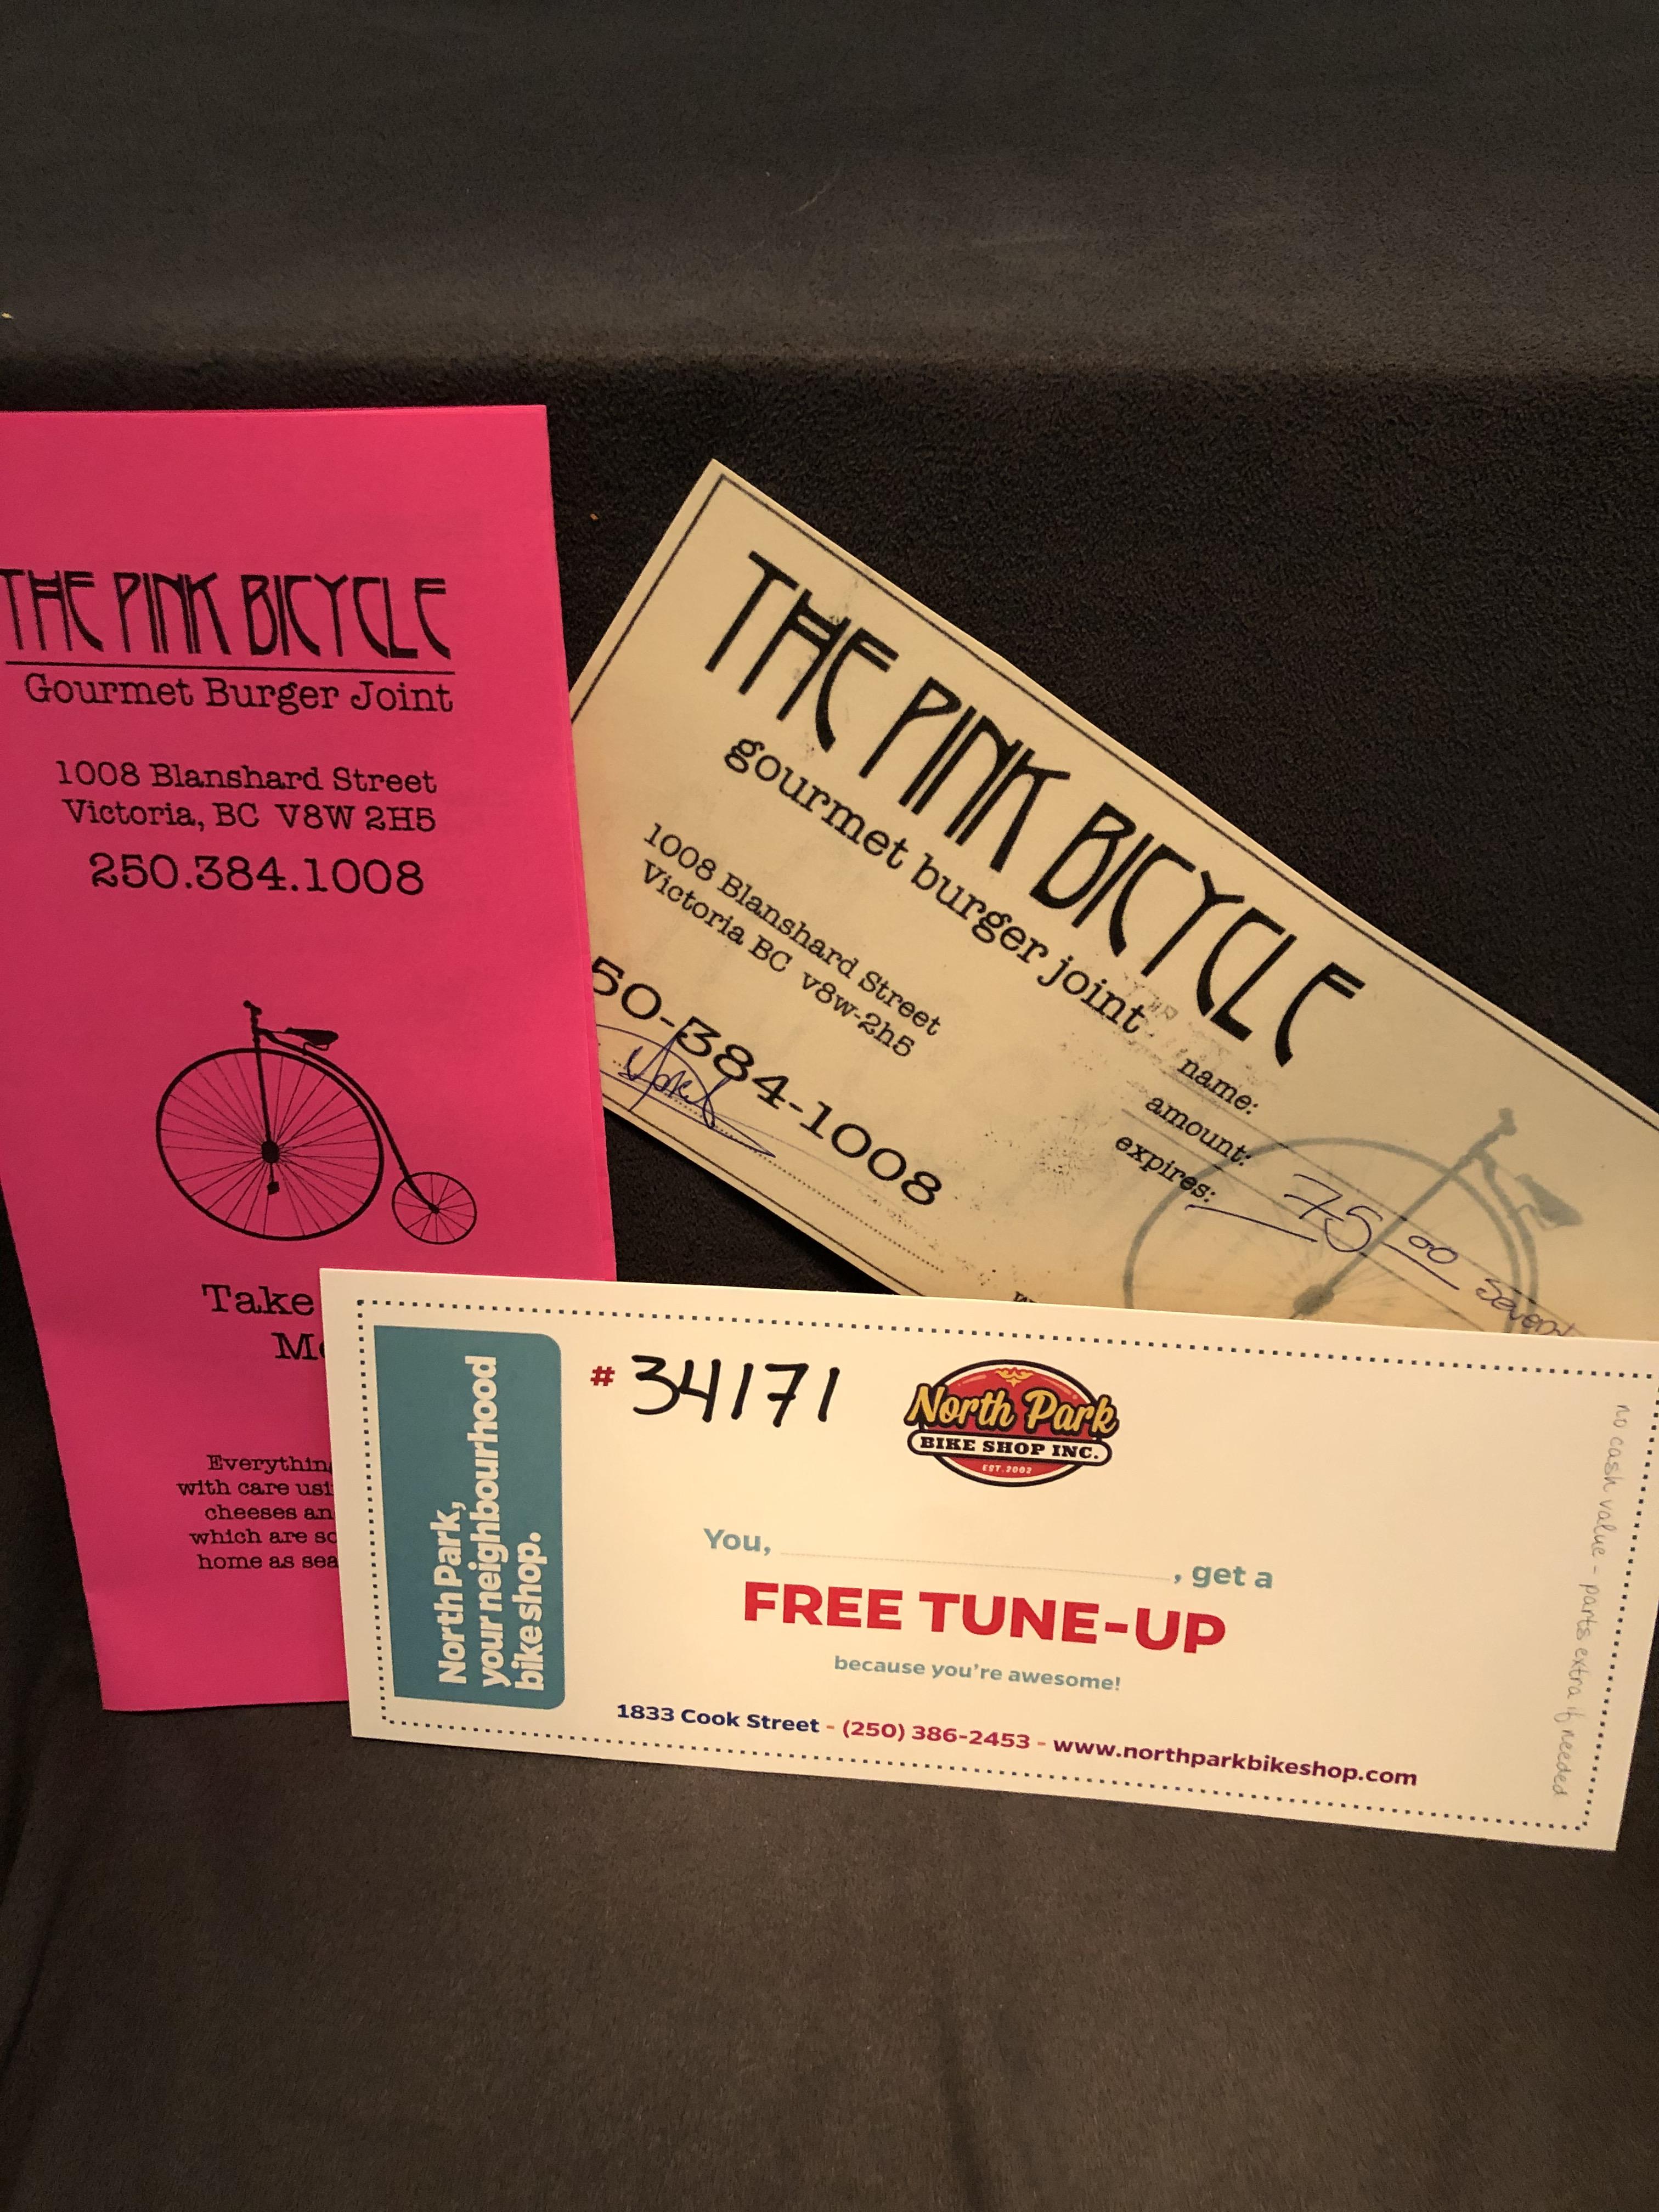 THE PINK BICYCLE
Gourmet Burger Joint
1008 Blanshard Street
Victoria, BC V8W 2H5
250.384.1008
Take
Everything
with care usi
cheeses an
which are so
home as sea
THE PINK BICYCLE
gourmet burger joint
1008 Blanshard Street
Victoria BC v8w-2h5
50-384-1008
name:
amount: 75 00 Sevent
expires:
North Park,
your neighbourhood
bike shop.
# 34171
North Park
BIKE SHOP INC.
EST. 2002
You, , get a
FREE TUNE-UP
because you're awesome!
1833 Cook Street - (250) 386-2453 - www.northparkbikeshop.com
no cash value - parts extra if needed